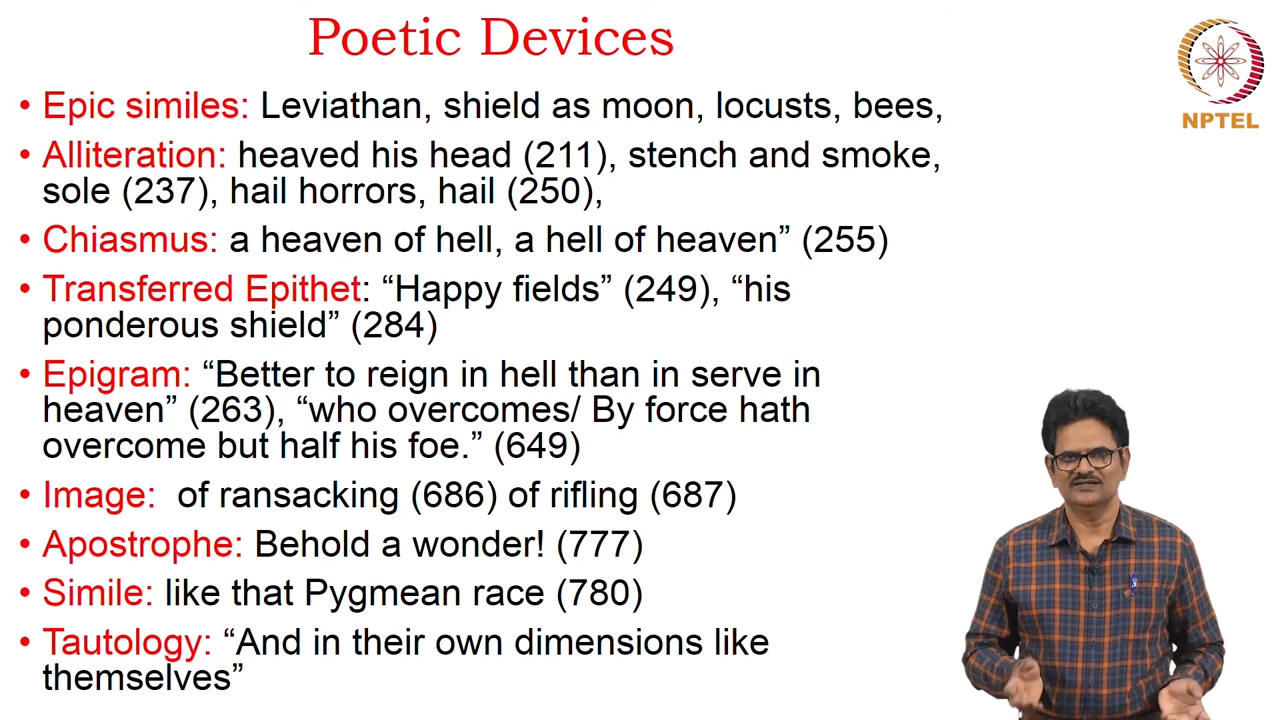 Poetic Devices
NPTEL
• Epic similes: Leviathan, shield as moon, locusts, bees,
• Alliteration: heaved his head (211), stench and smoke,
sole (237), hail horrors, hail (250),
• Chiasmus: a heaven of hell, a hell of heaven” (255)
• Transferred Epithet: “Happy fields” (249), “his
ponderous shield” (284)
• Epigram: “Better to reign in hell than in serve in
heaven” (263), “who overcomes/ By force hath
overcome but half his foe.” (649)
• Image:  of ransacking (686) of rifling (687)
• Apostrophe: Behold a wonder! (777)
• Simile: like that Pygmean race (780)
• Tautology: “And in their own dimensions like
themselves”